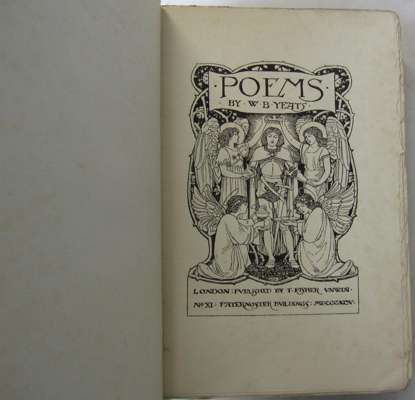 ·POEMS·
·BY·W·B·YEATS·
LONDON : PUBLISHED BY T·FISHER UNWIN·
·NO·XI· PATERNOSTER BUILDINGS· MDCCCXCV·